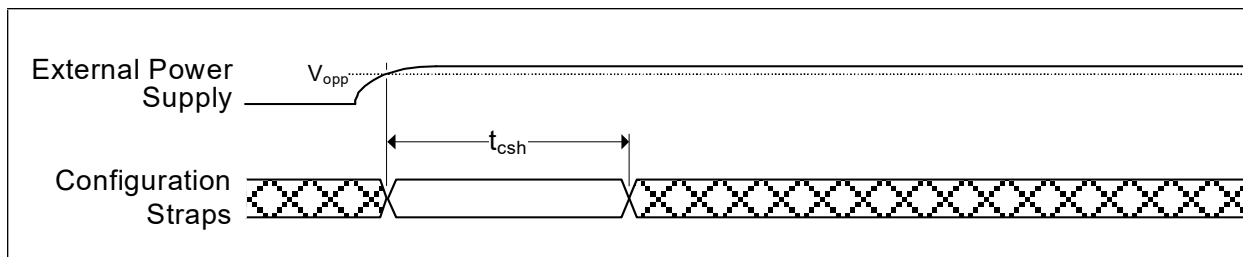 External Power
Supply
Vopp
tcsh
Configuration
Straps